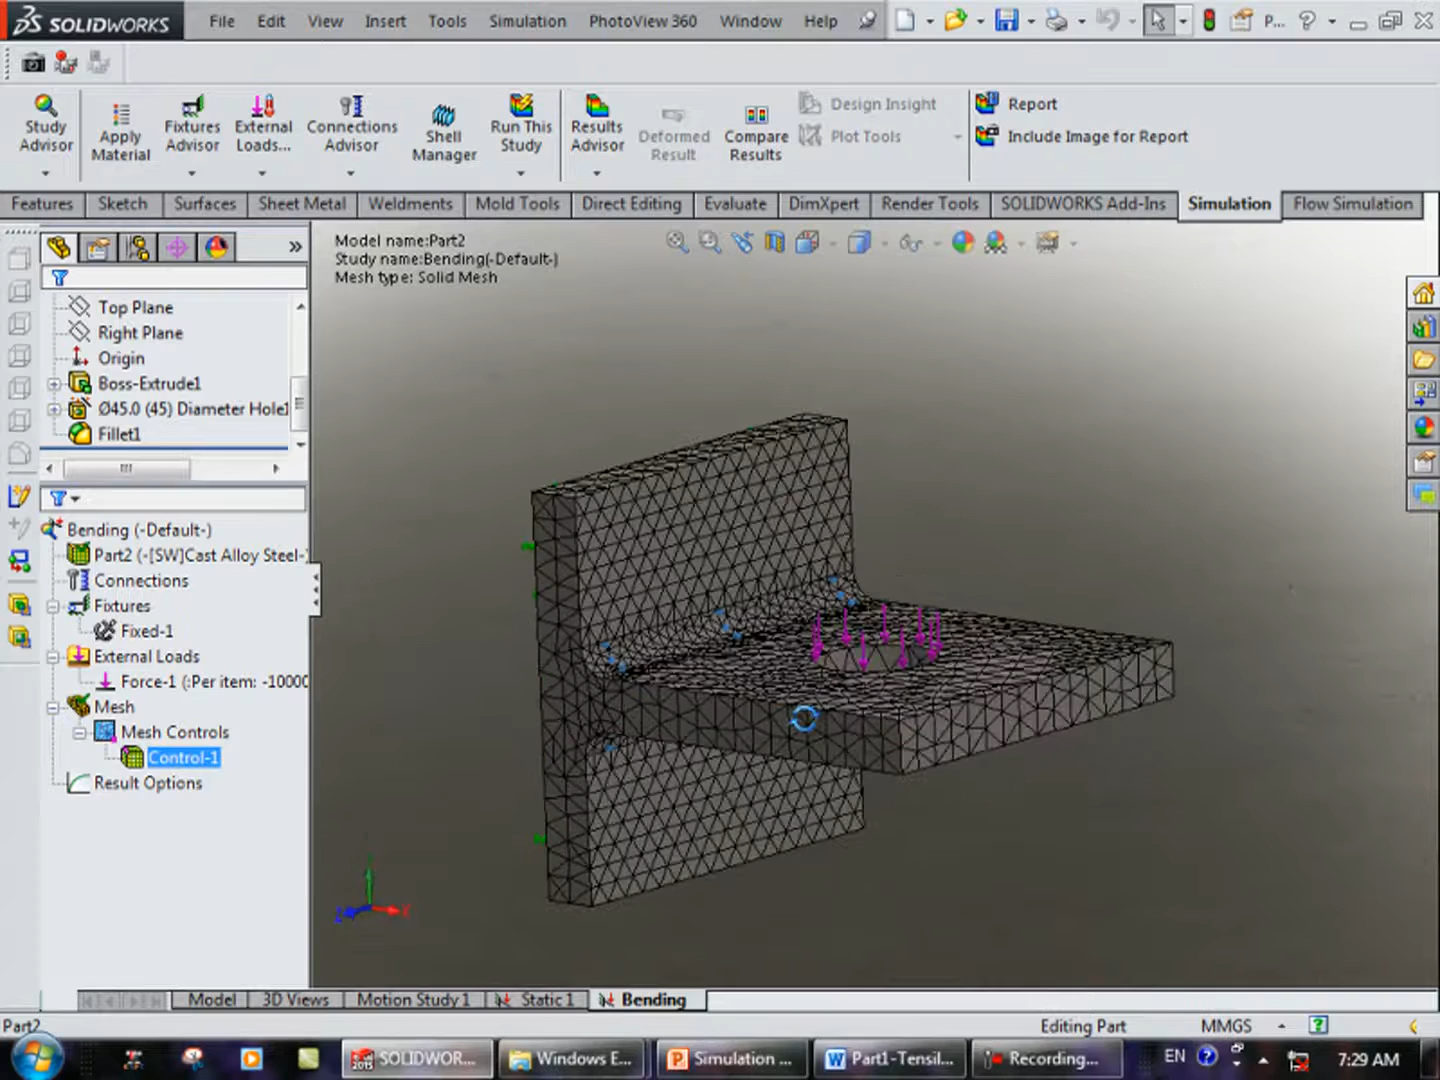 SOLIDWORKS
File Edit View Insert Tools Simulation PhotoView 360 Window Help P...
Study Advisor
Apply Material
Fixtures Advisor
External Loads...
Connections Advisor
Shell Manager
Run This Study
Results Advisor
Deformed Result
Compare Results
Design Insight
Plot Tools
Report
Include Image for Report
Features Sketch Surfaces Sheet Metal Weldments Mold Tools Direct Editing Evaluate DimXpert Render Tools SOLIDWORKS Add-Ins Simulation Flow Simulation
Model name:Part2
Study name:Bending(-Default-)
Mesh type: Solid Mesh
Top Plane
Right Plane
Origin
Boss-Extrude1
Ø45.0 (45) Diameter Hole1
Fillet1
Bending (-Default-)
Part2 (-[SW]Cast Alloy Steel-
Connections
Fixtures
Fixed-1
External Loads
Force-1 (:Per item: -10000
Mesh
Mesh Controls
Control-1
Result Options
Model 3D Views Motion Study 1 Static 1 Bending
Part2 Editing Part MMGS
SOLIDWOR... Windows E... Simulation ... Part1-Tensil... Recording... EN 7:29 AM